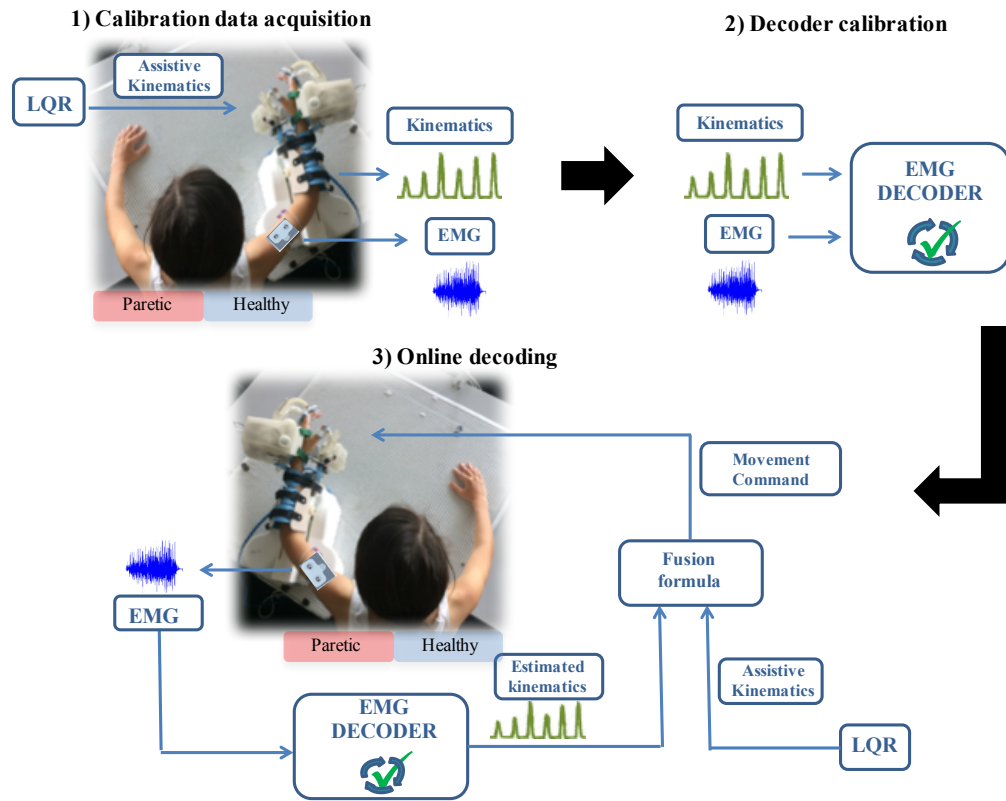 1) Calibration data acquisition
LQR
Assistive
Kinematics
Kinematics
EMG
Paretic
Healthy
2) Decoder calibration
Kinematics
EMG
EMG
DECODER
3) Online decoding
Movement
Command
Fusion
formula
EMG
Paretic
Healthy
Estimated
kinematics
EMG
DECODER
Assistive
Kinematics
LQR